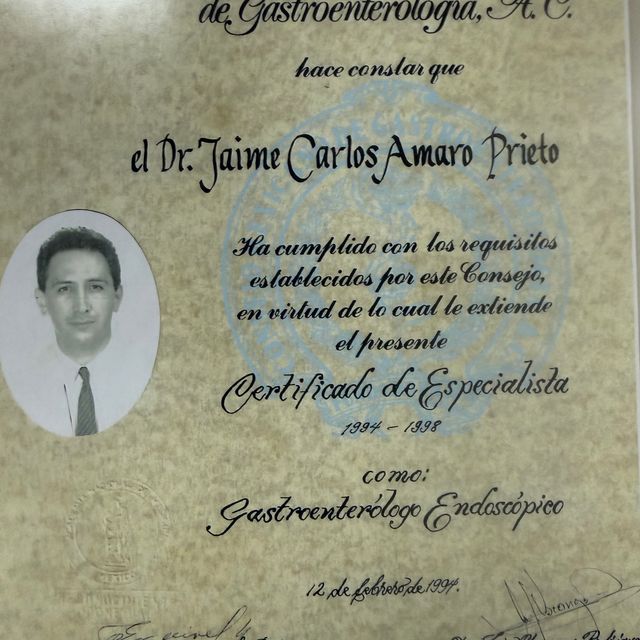 de Gastroenterología, A. C.
hace constar que
el Dr. Jaime Carlos Amaro Prieto
Ha cumplido con los requisitos
establecidos por este Consejo,
en virtud de lo cual le extiende
el presente
Certificado de Especialista
1994 - 1998
como:
Gastroenterólogo Endoscópico
12 de febrero de 1994.